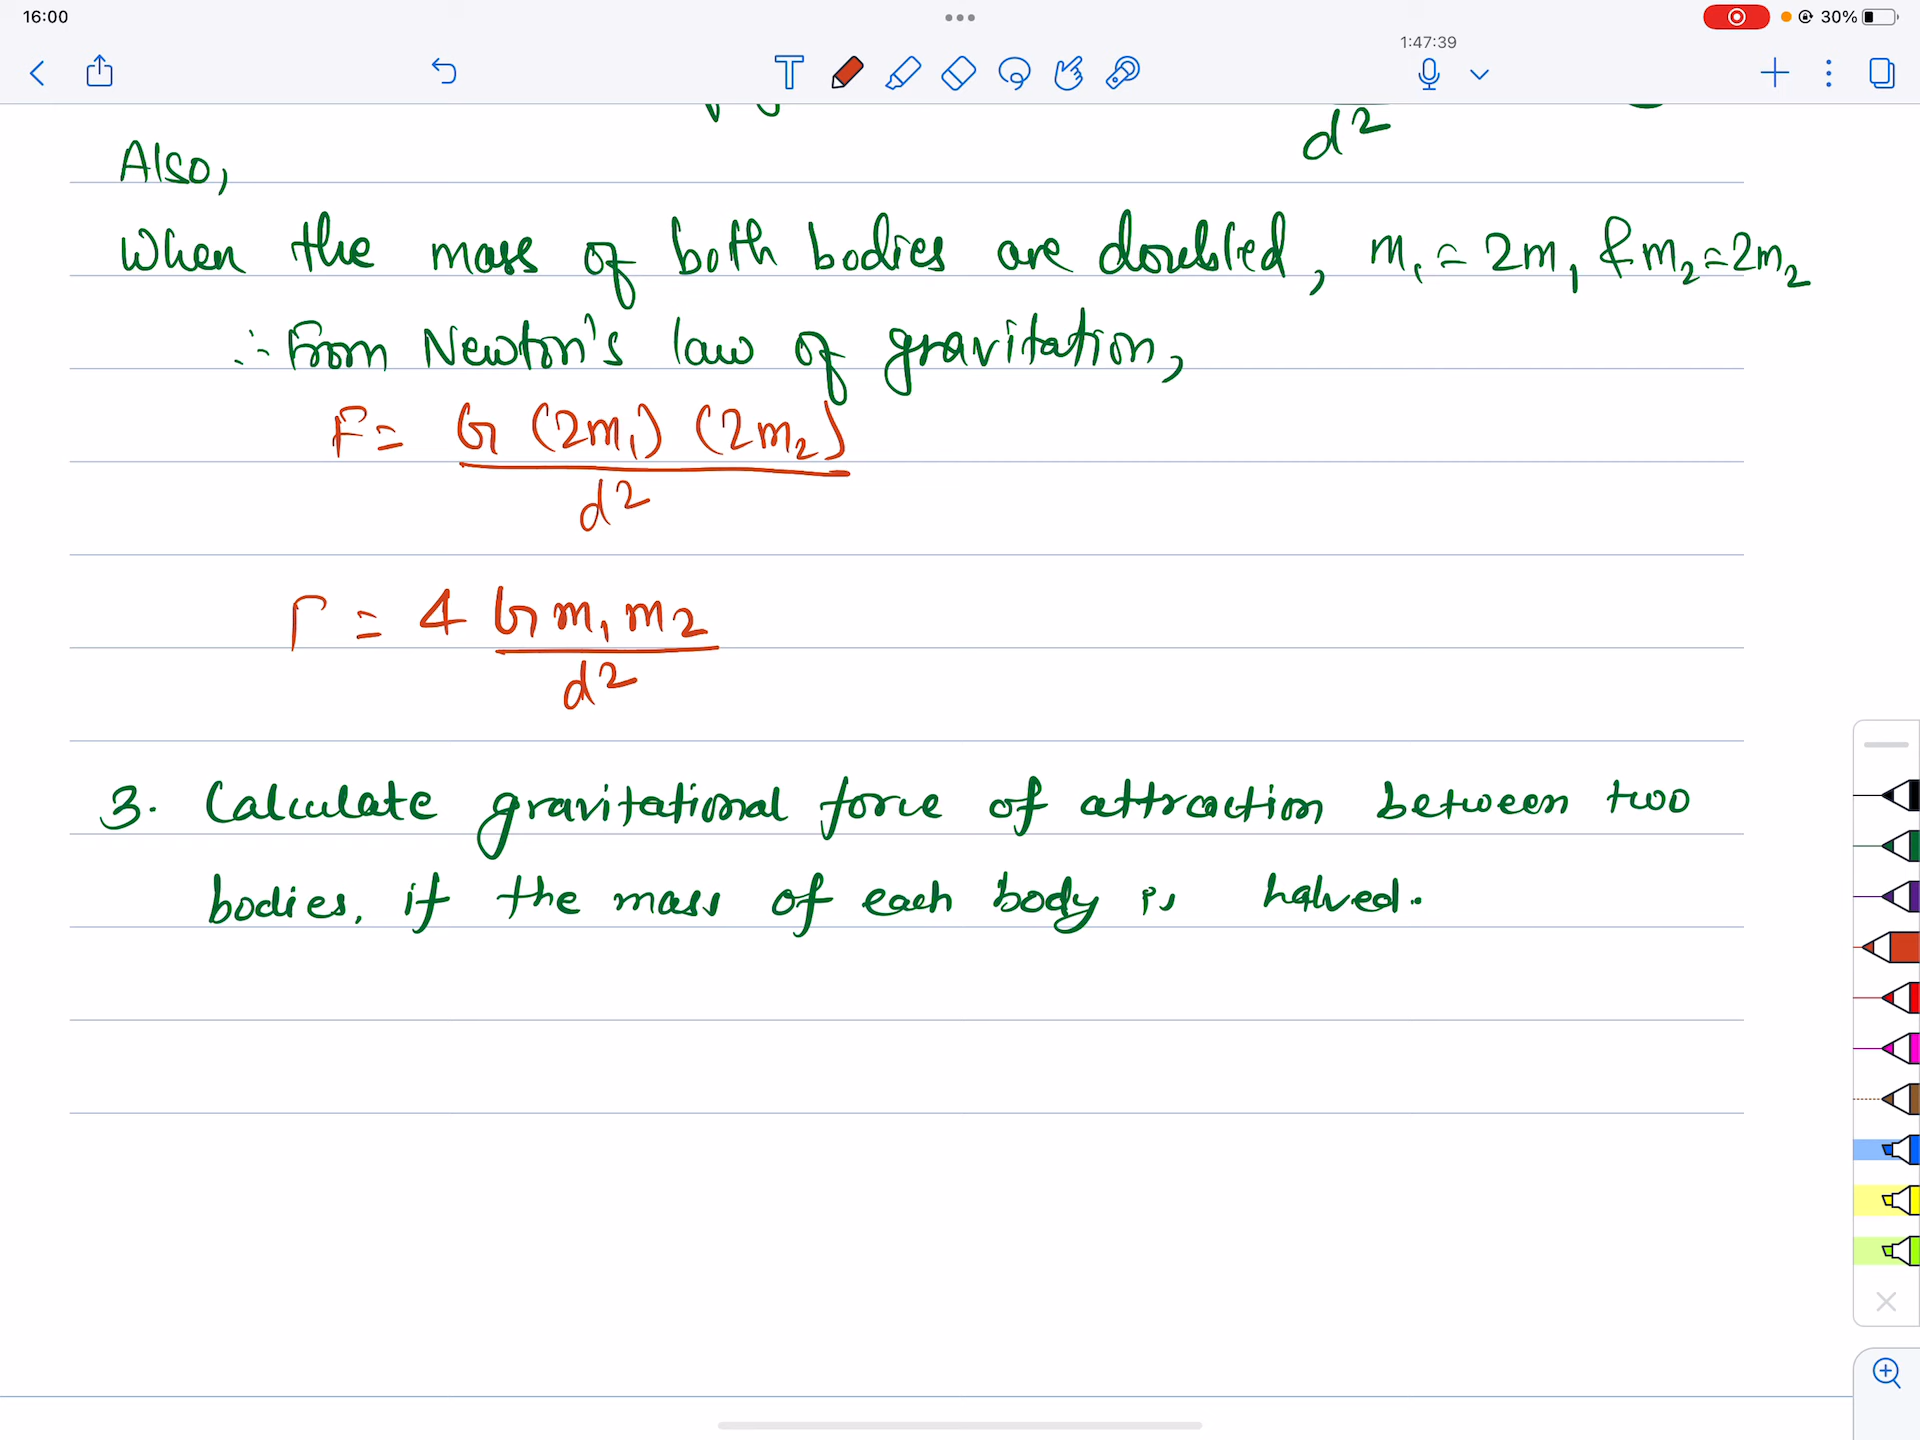 16:00
30%
1:47:39
d²
Also,
When the mass of both bodies are doubled, m₁ = 2m₁ & m₂ = 2m₂
∴ From Newton's law of gravitation,
F = G (2m₁) (2m₂)
d²
F = 4 G m₁ m₂
d²
3. Calculate gravitational force of attraction between two
bodies, if the mass of each body is halved.